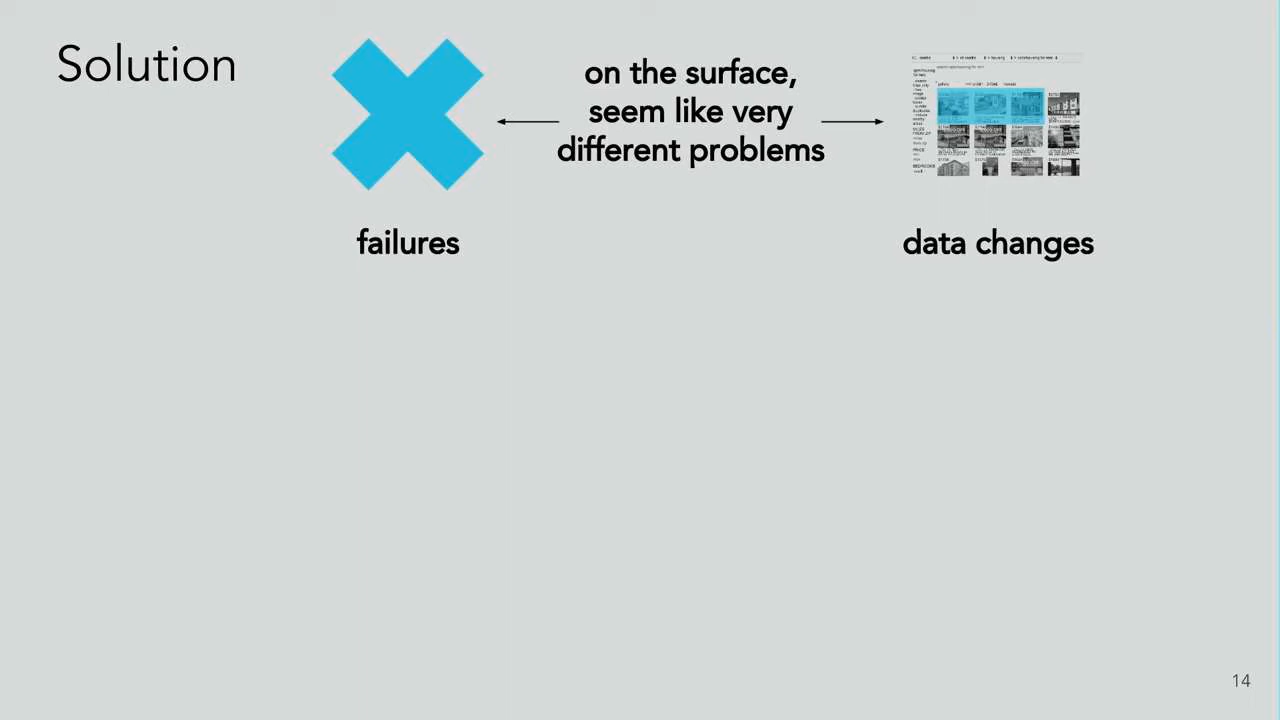 Solution
on the surface,
seem like very
different problems
failures
data changes
14